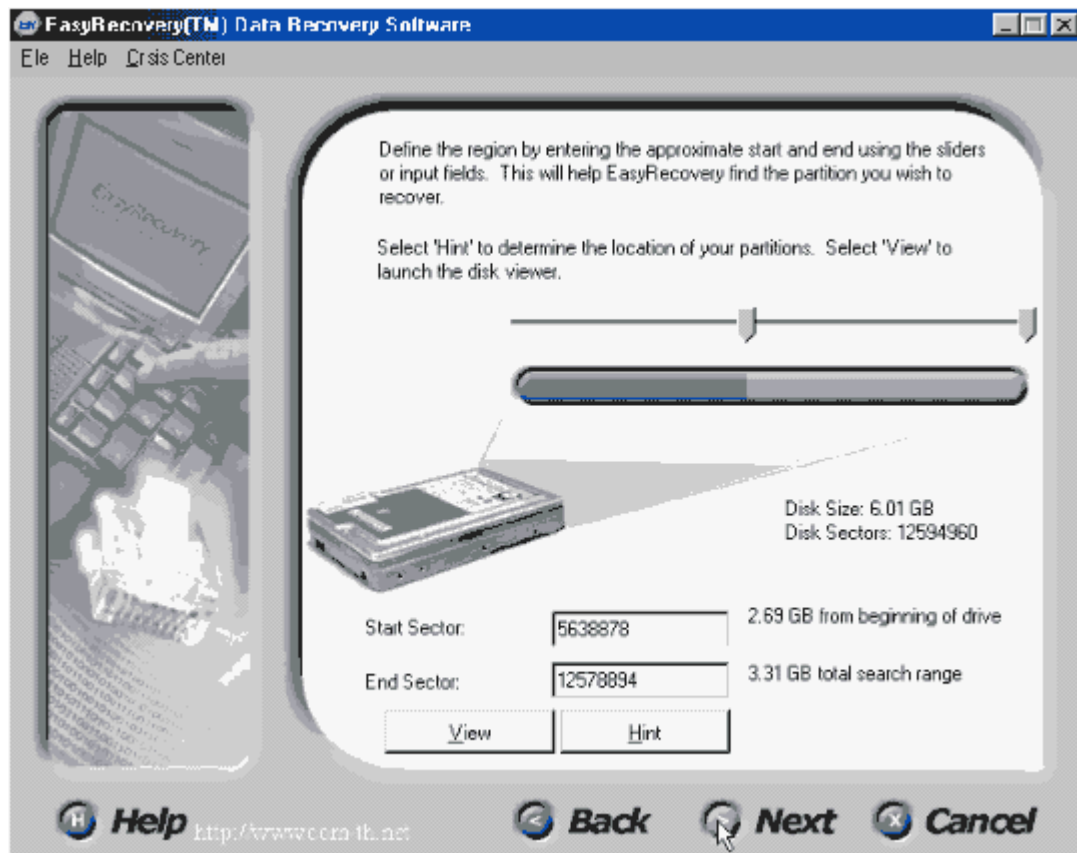 EasyRecovery(TM) Data Recovery Software
File Help Crisis Center
EasyRecovery
Define the region by entering the approximate start and end using the sliders
or input fields. This will help EasyRecovery find the partition you wish to
recover.
Select 'Hint' to determine the location of your partitions. Select 'View' to
launch the disk viewer.
Disk Size: 6.01 GB
Disk Sectors: 12594960
Start Sector: 5638878 2.69 GB from beginning of drive
End Sector: 12578894 3.31 GB total search range
View Hint
Help Back Next Cancel